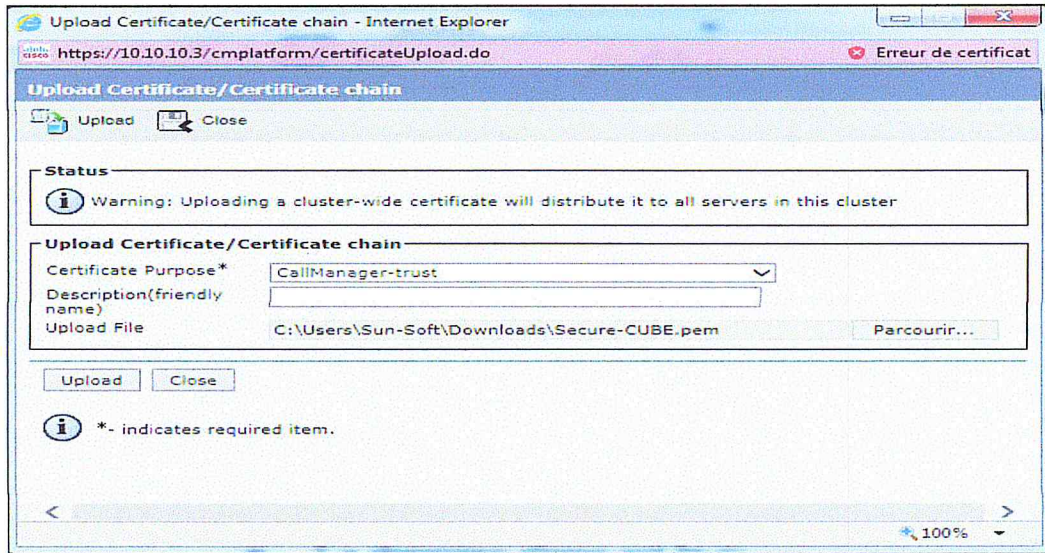 Upload Certificate/Certificate chain - Internet Explorer
cisco https://10.10.10.3/cmplatform/certificateUpload.do Erreur de certificat
Upload Certificate/Certificate chain
Upload Close
Status
Warning: Uploading a cluster-wide certificate will distribute it to all servers in this cluster
Upload Certificate/Certificate chain
Certificate Purpose* CallManager-trust
Description(friendly name)
Upload File C:\Users\Sun-Soft\Downloads\Secure-CUBE.pem Parcourir...
Upload Close
*- indicates required item.
100%